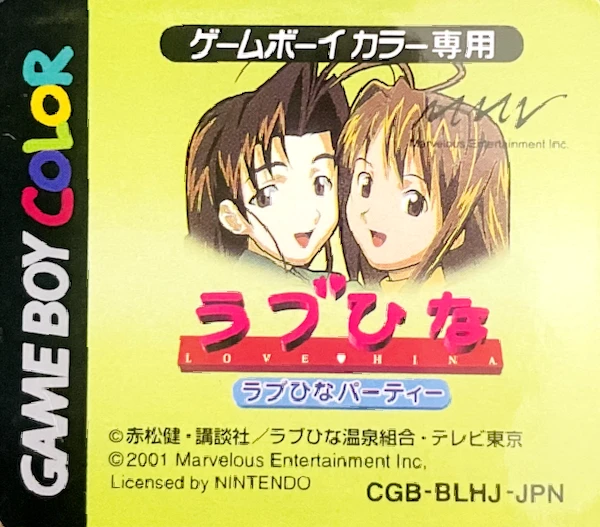 GAME BOY COLOR
ゲームボーイカラー専用
Marvelous Entertainment Inc.
ラブひな
LOVE♥HINA
ラブひなパーティー
©赤松健・講談社／ラブひな温泉組合・テレビ東京
©2001 Marvelous Entertainment Inc,
Licensed by NINTENDO
CGB-BLHJ-JPN